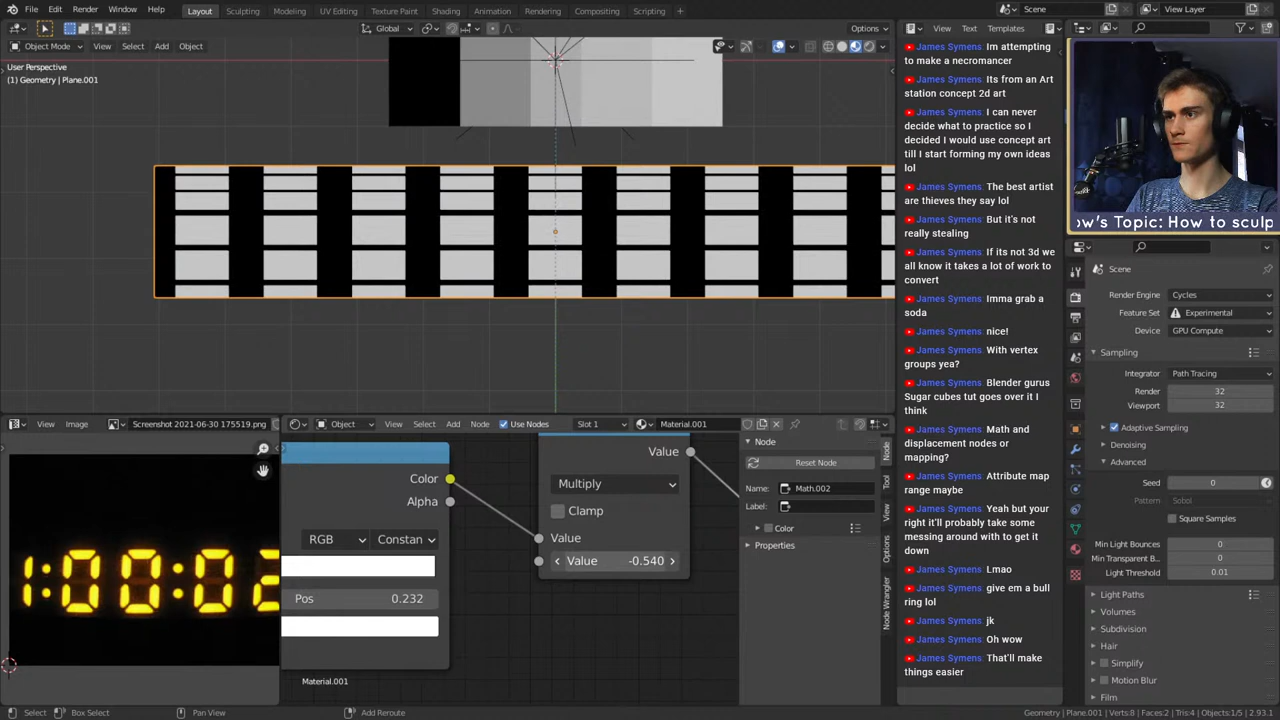 File Edit Render Window Help Layout Sculpting Modeling UV Editing Texture Paint Shading Animation Rendering Compositing Scripting + Scene View Layer
Global Options View Text Templates
Object Mode View Select Add Object
User Perspective
(1) Geometry | Plane.001
James Symens: Im attempting
to make a necromancer
James Symens: Its from an Art
station concept 2d art
James Symens: I can never
decide what to practice so I
decided I would use concept art
till I start forming my own ideas
lol
James Symens: The best artist
are thieves they say lol
James Symens: But it's not
really stealing
James Symens: If its not 3d we
all know it takes a lot of work to
convert
James Symens: Imma grab a
soda
James Symens: nice!
James Symens: With vertex
groups yea?
James Symens: Blender gurus
Sugar cubes tut goes over it I
think
James Symens: Math and
displacement nodes or
mapping?
James Symens: Attribute map
range maybe
James Symens: Yeah but your
right it'll probably take some
messing around with to get it
down
James Symens: Lmao
James Symens: give em a bull
ring lol
James Symens: jk
James Symens: Oh wow
James Symens: That'll make
things easier
ow's Topic: How to sculp
Scene
Render Engine Cycles
Feature Set Experimental
Device GPU Compute
Sampling
Integrator Path Tracing
Render 32
Viewport 32
Adaptive Sampling
Denoising
Advanced
Seed 0
Pattern Sobol
Square Samples
Min Light Bounces 0
Min Transparent B... 0
Light Threshold 0.01
Light Paths
Volumes
Subdivision
Hair
Simplify
Motion Blur
Film
View Image Screenshot 2021-06-30 175519.png
1:00:02
Object View Select Add Node Use Nodes Slot 1 Material.001
Color
Alpha
RGB Constan
Pos 0.232
Material.001
Value
Multiply
Clamp
Value
Value -0.540
Node
Reset Node
Name: Math.002
Label:
Color
Properties
Node
Tool
View
Options
Node Wrangler
Select Box Select Pan View Add Reroute Geometry | Plane.001 | Verts:8 | Faces:2 | Tris:4 | Objects:1/5 | 2.93.1